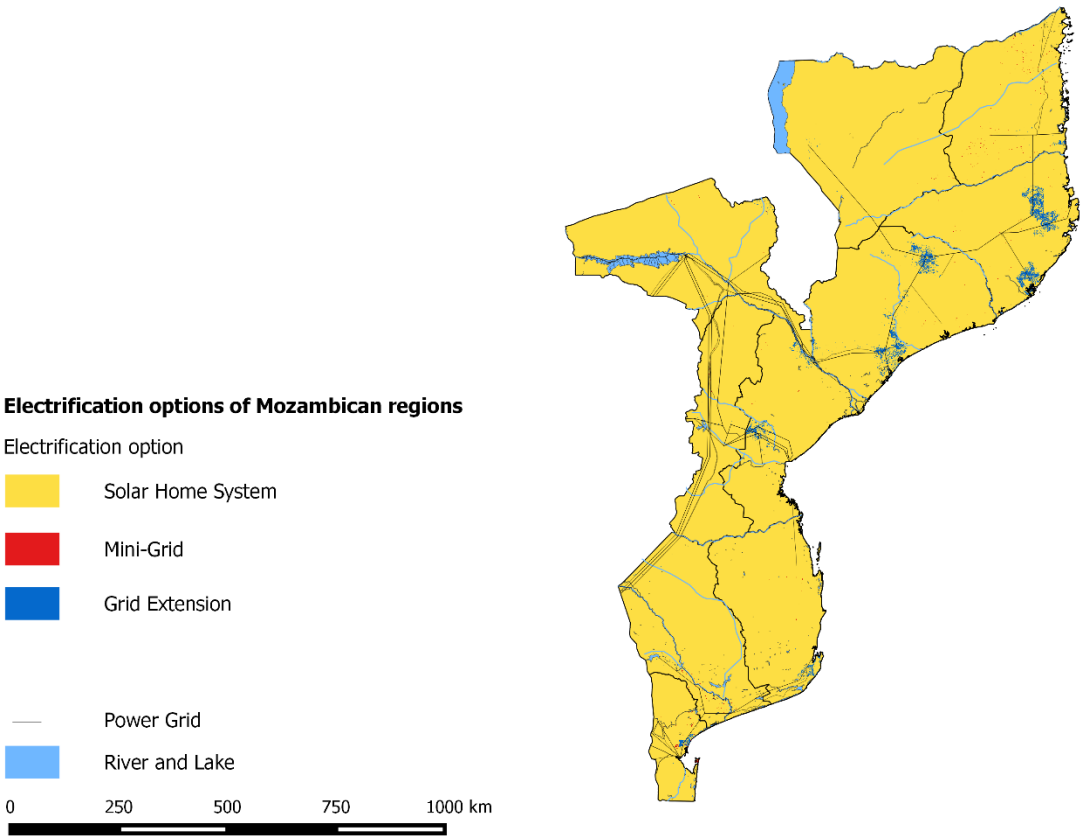 Electrification options of Mozambican regions
Electrification option
Solar Home System
Mini-Grid
Grid Extension
Power Grid
River and Lake
0 250 500 750 1000 km